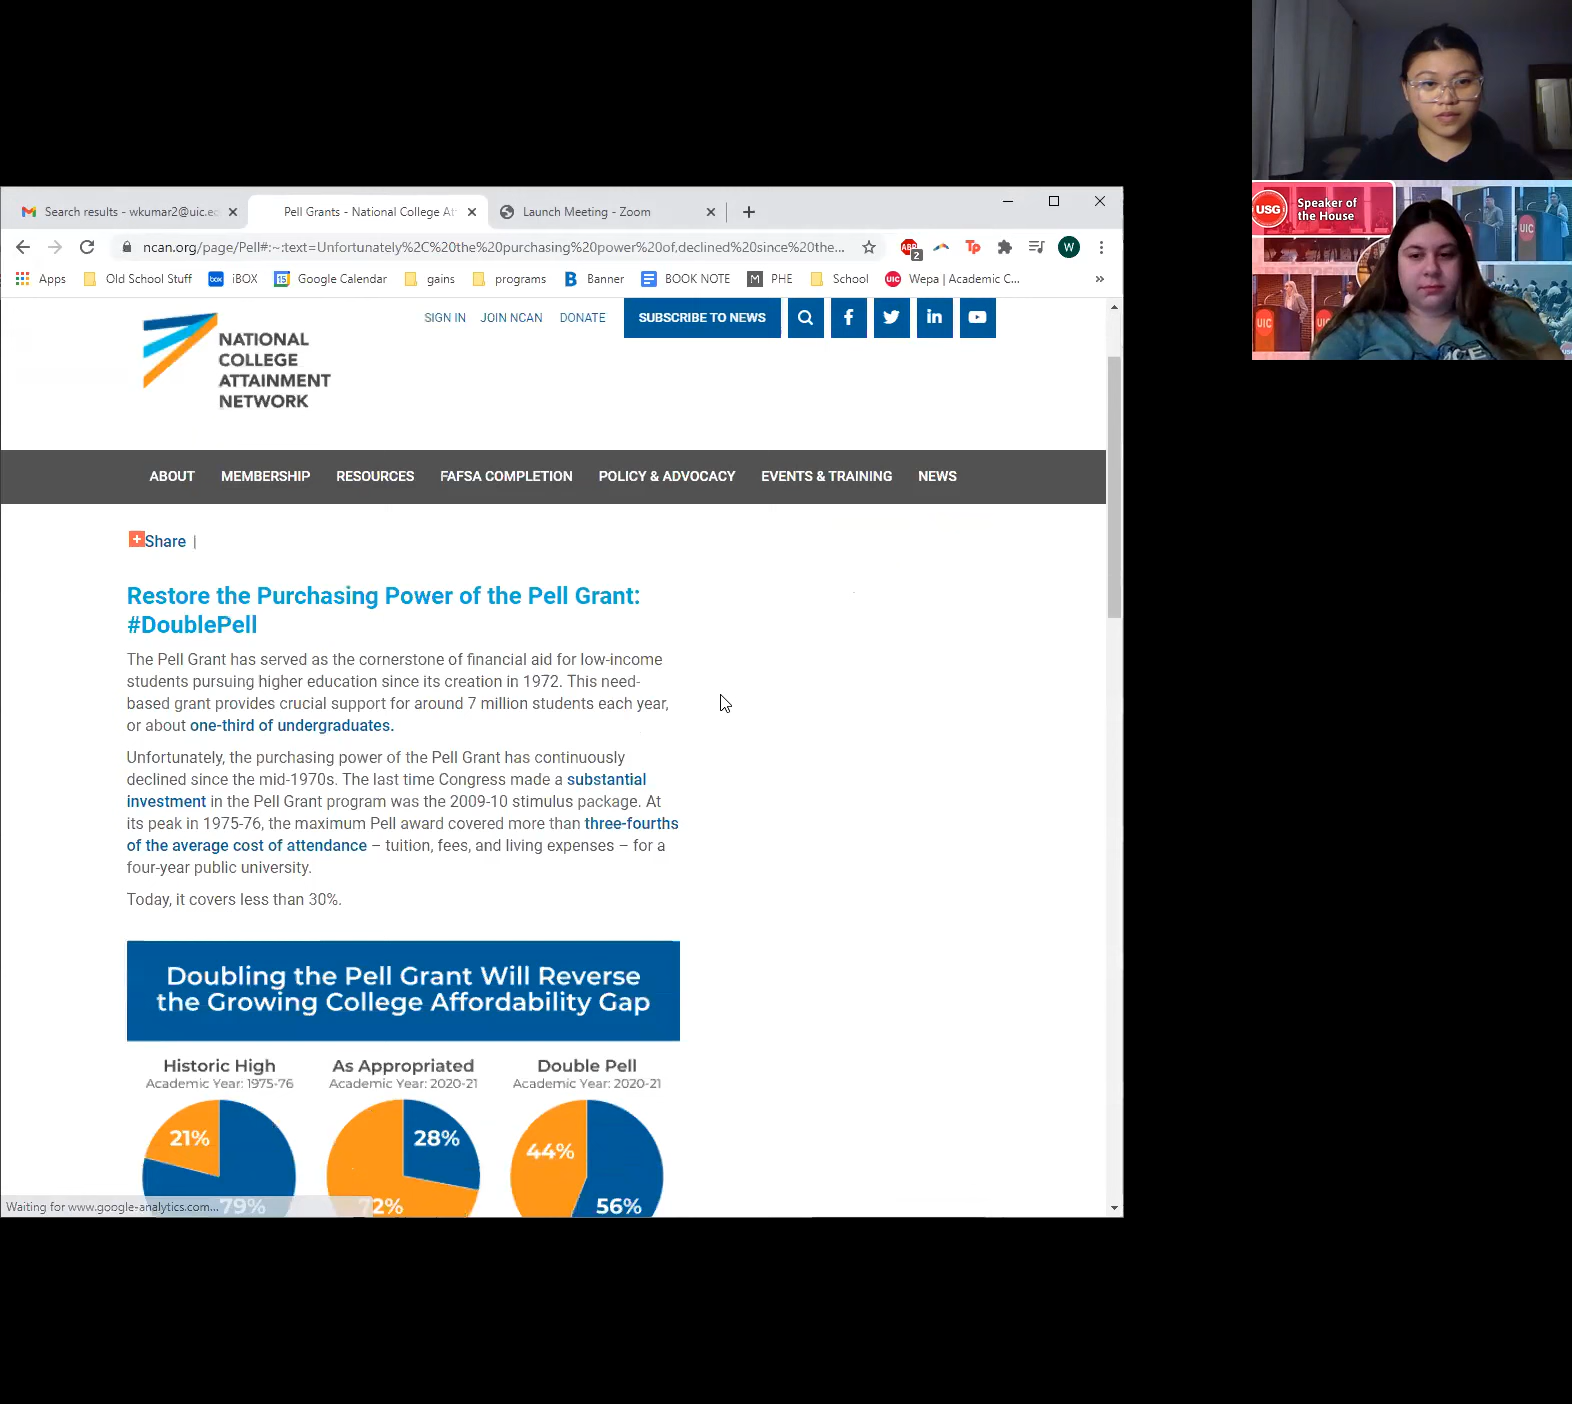 Search results - wkumar2@uic.ec
Pell Grants - National College At
Launch Meeting - Zoom
ncan.org/page/Pell#:~:text=Unfortunately%2C%20the%20purchasing%20power%20of,declined%20since%20the...
ABP
2
Tp
W
Apps
Old School Stuff
box iBOX
Google Calendar
gains
programs
B Banner
BOOK NOTE
M PHE
School
UIC Wepa | Academic C...
»
SIGN IN JOIN NCAN DONATE SUBSCRIBE TO NEWS
NATIONAL
COLLEGE
ATTAINMENT
NETWORK
ABOUT MEMBERSHIP RESOURCES FAFSA COMPLETION POLICY & ADVOCACY EVENTS & TRAINING NEWS
Share |
Restore the Purchasing Power of the Pell Grant:
#DoublePell
The Pell Grant has served as the cornerstone of financial aid for low-income
students pursuing higher education since its creation in 1972. This need-
based grant provides crucial support for around 7 million students each year,
or about one-third of undergraduates.
Unfortunately, the purchasing power of the Pell Grant has continuously
declined since the mid-1970s. The last time Congress made a substantial
investment in the Pell Grant program was the 2009-10 stimulus package. At
its peak in 1975-76, the maximum Pell award covered more than three-fourths
of the average cost of attendance – tuition, fees, and living expenses – for a
four-year public university.
Today, it covers less than 30%.
Doubling the Pell Grant Will Reverse
the Growing College Affordability Gap
Historic High
Academic Year: 1975-76
21%
79%
As Appropriated
Academic Year: 2020-21
28%
72%
Double Pell
Academic Year: 2020-21
44%
56%
Waiting for www.google-analytics.com...
USG
Speaker of
the House
UIC
UIC
UIC